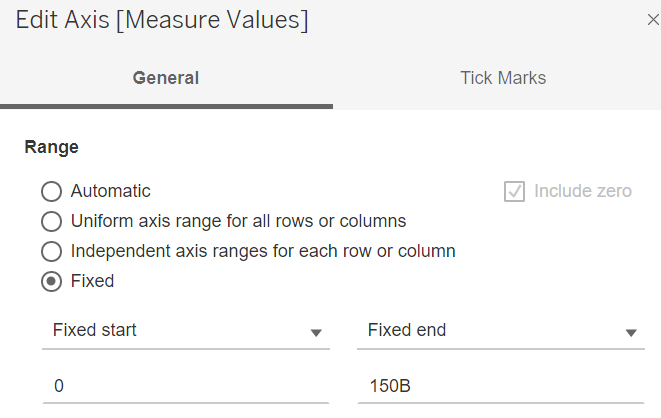 Edit Axis [Measure Values]
General
Tick Marks
Range
Automatic
Include zero
Uniform axis range for all rows or columns
Independent axis ranges for each row or column
Fixed
Fixed start
Fixed end
0
150B